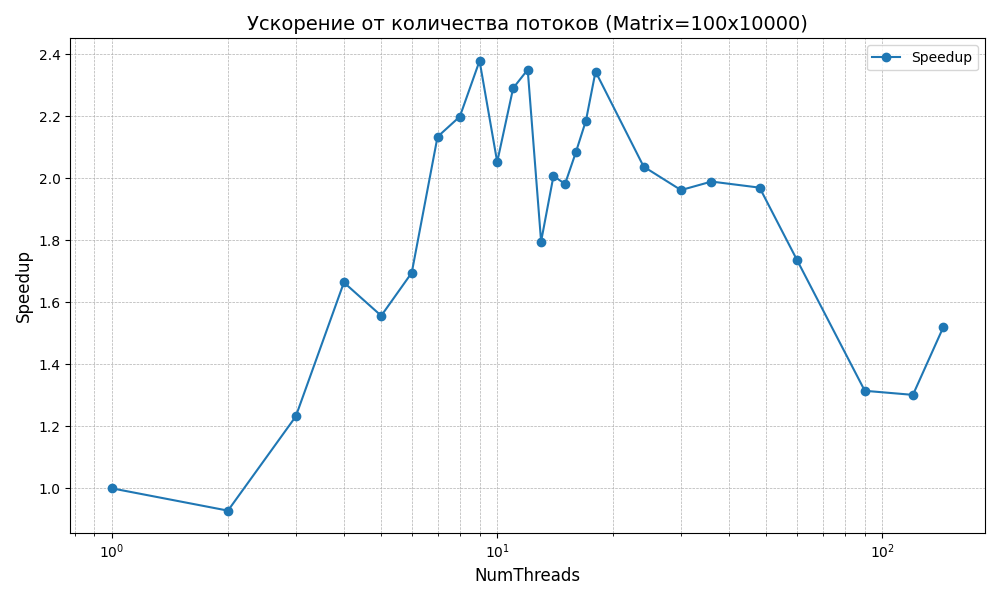 Ускорение от количества потоков (Matrix=100x10000)
Speedup
2.4
2.2
2.0
1.8
1.6
1.4
1.2
1.0
Speedup
10⁰
10¹
10²
NumThreads